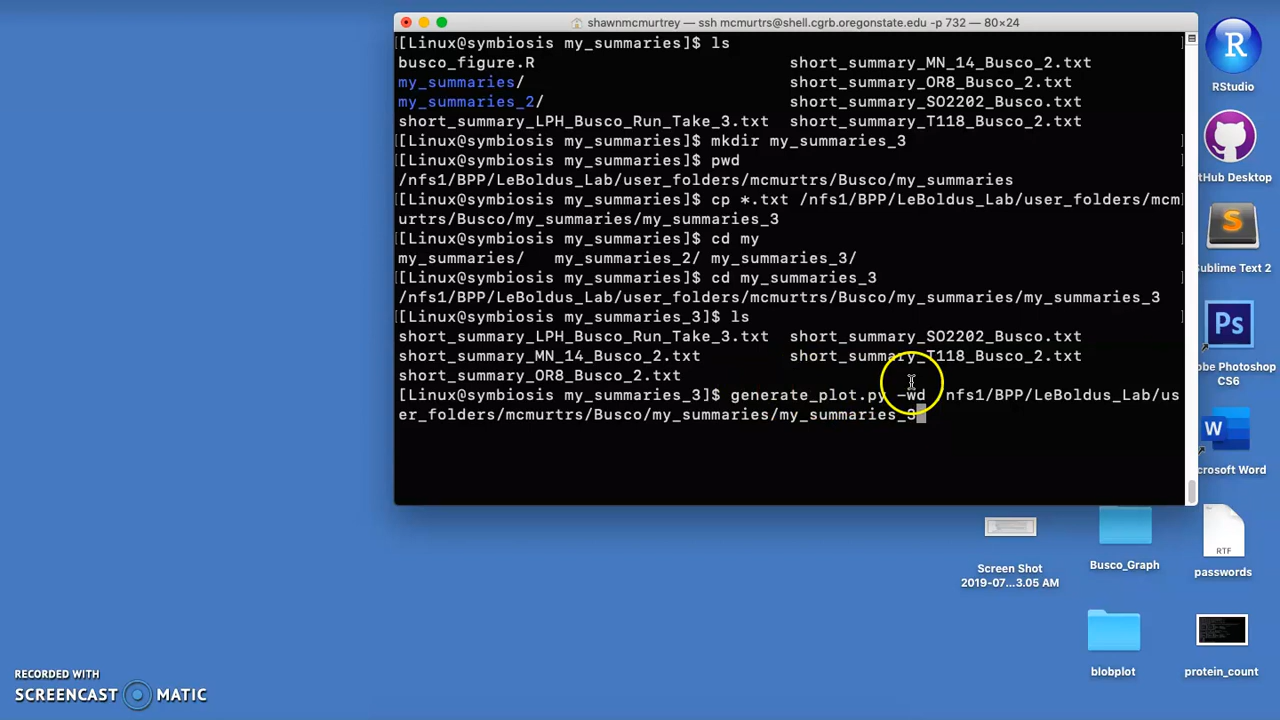 shawnmcmurtrey — ssh mcmurtrs@shell.cgrb.oregonstate.edu -p 732 — 80×24
[[Linux@symbiosis my_summaries]$ ls ]
busco_figure.R short_summary_MN_14_Busco_2.txt
my_summaries/ short_summary_OR8_Busco_2.txt
my_summaries_2/ short_summary_SO2202_Busco.txt
short_summary_LPH_Busco_Run_Take_3.txt short_summary_T118_Busco_2.txt
[[Linux@symbiosis my_summaries]$ mkdir my_summaries_3 ]
[[Linux@symbiosis my_summaries]$ pwd ]
/nfs1/BPP/LeBoldus_Lab/user_folders/mcmurtrs/Busco/my_summaries
[[Linux@symbiosis my_summaries]$ cp *.txt /nfs1/BPP/LeBoldus_Lab/user_folders/mcm]
urtrs/Busco/my_summaries/my_summaries_3
[[Linux@symbiosis my_summaries]$ cd my ]
my_summaries/ my_summaries_2/ my_summaries_3/
[[Linux@symbiosis my_summaries]$ cd my_summaries_3 ]
/nfs1/BPP/LeBoldus_Lab/user_folders/mcmurtrs/Busco/my_summaries/my_summaries_3
[[Linux@symbiosis my_summaries_3]$ ls ]
short_summary_LPH_Busco_Run_Take_3.txt short_summary_SO2202_Busco.txt
short_summary_MN_14_Busco_2.txt short_summary_T118_Busco_2.txt
short_summary_OR8_Busco_2.txt
[Linux@symbiosis my_summaries_3]$ generate_plot.py -wd nfs1/BPP/LeBoldus_Lab/us
er_folders/mcmurtrs/Busco/my_summaries/my_summaries_3
R
RStudio
tHub Desktop
S
Sublime Text 2
Ps
obe Photoshop
CS6
W
crosoft Word
Screen Shot
2019-07...3.05 AM
Busco_Graph
RTF
passwords
blobplot
protein_count
RECORDED WITH
SCREENCAST MATIC